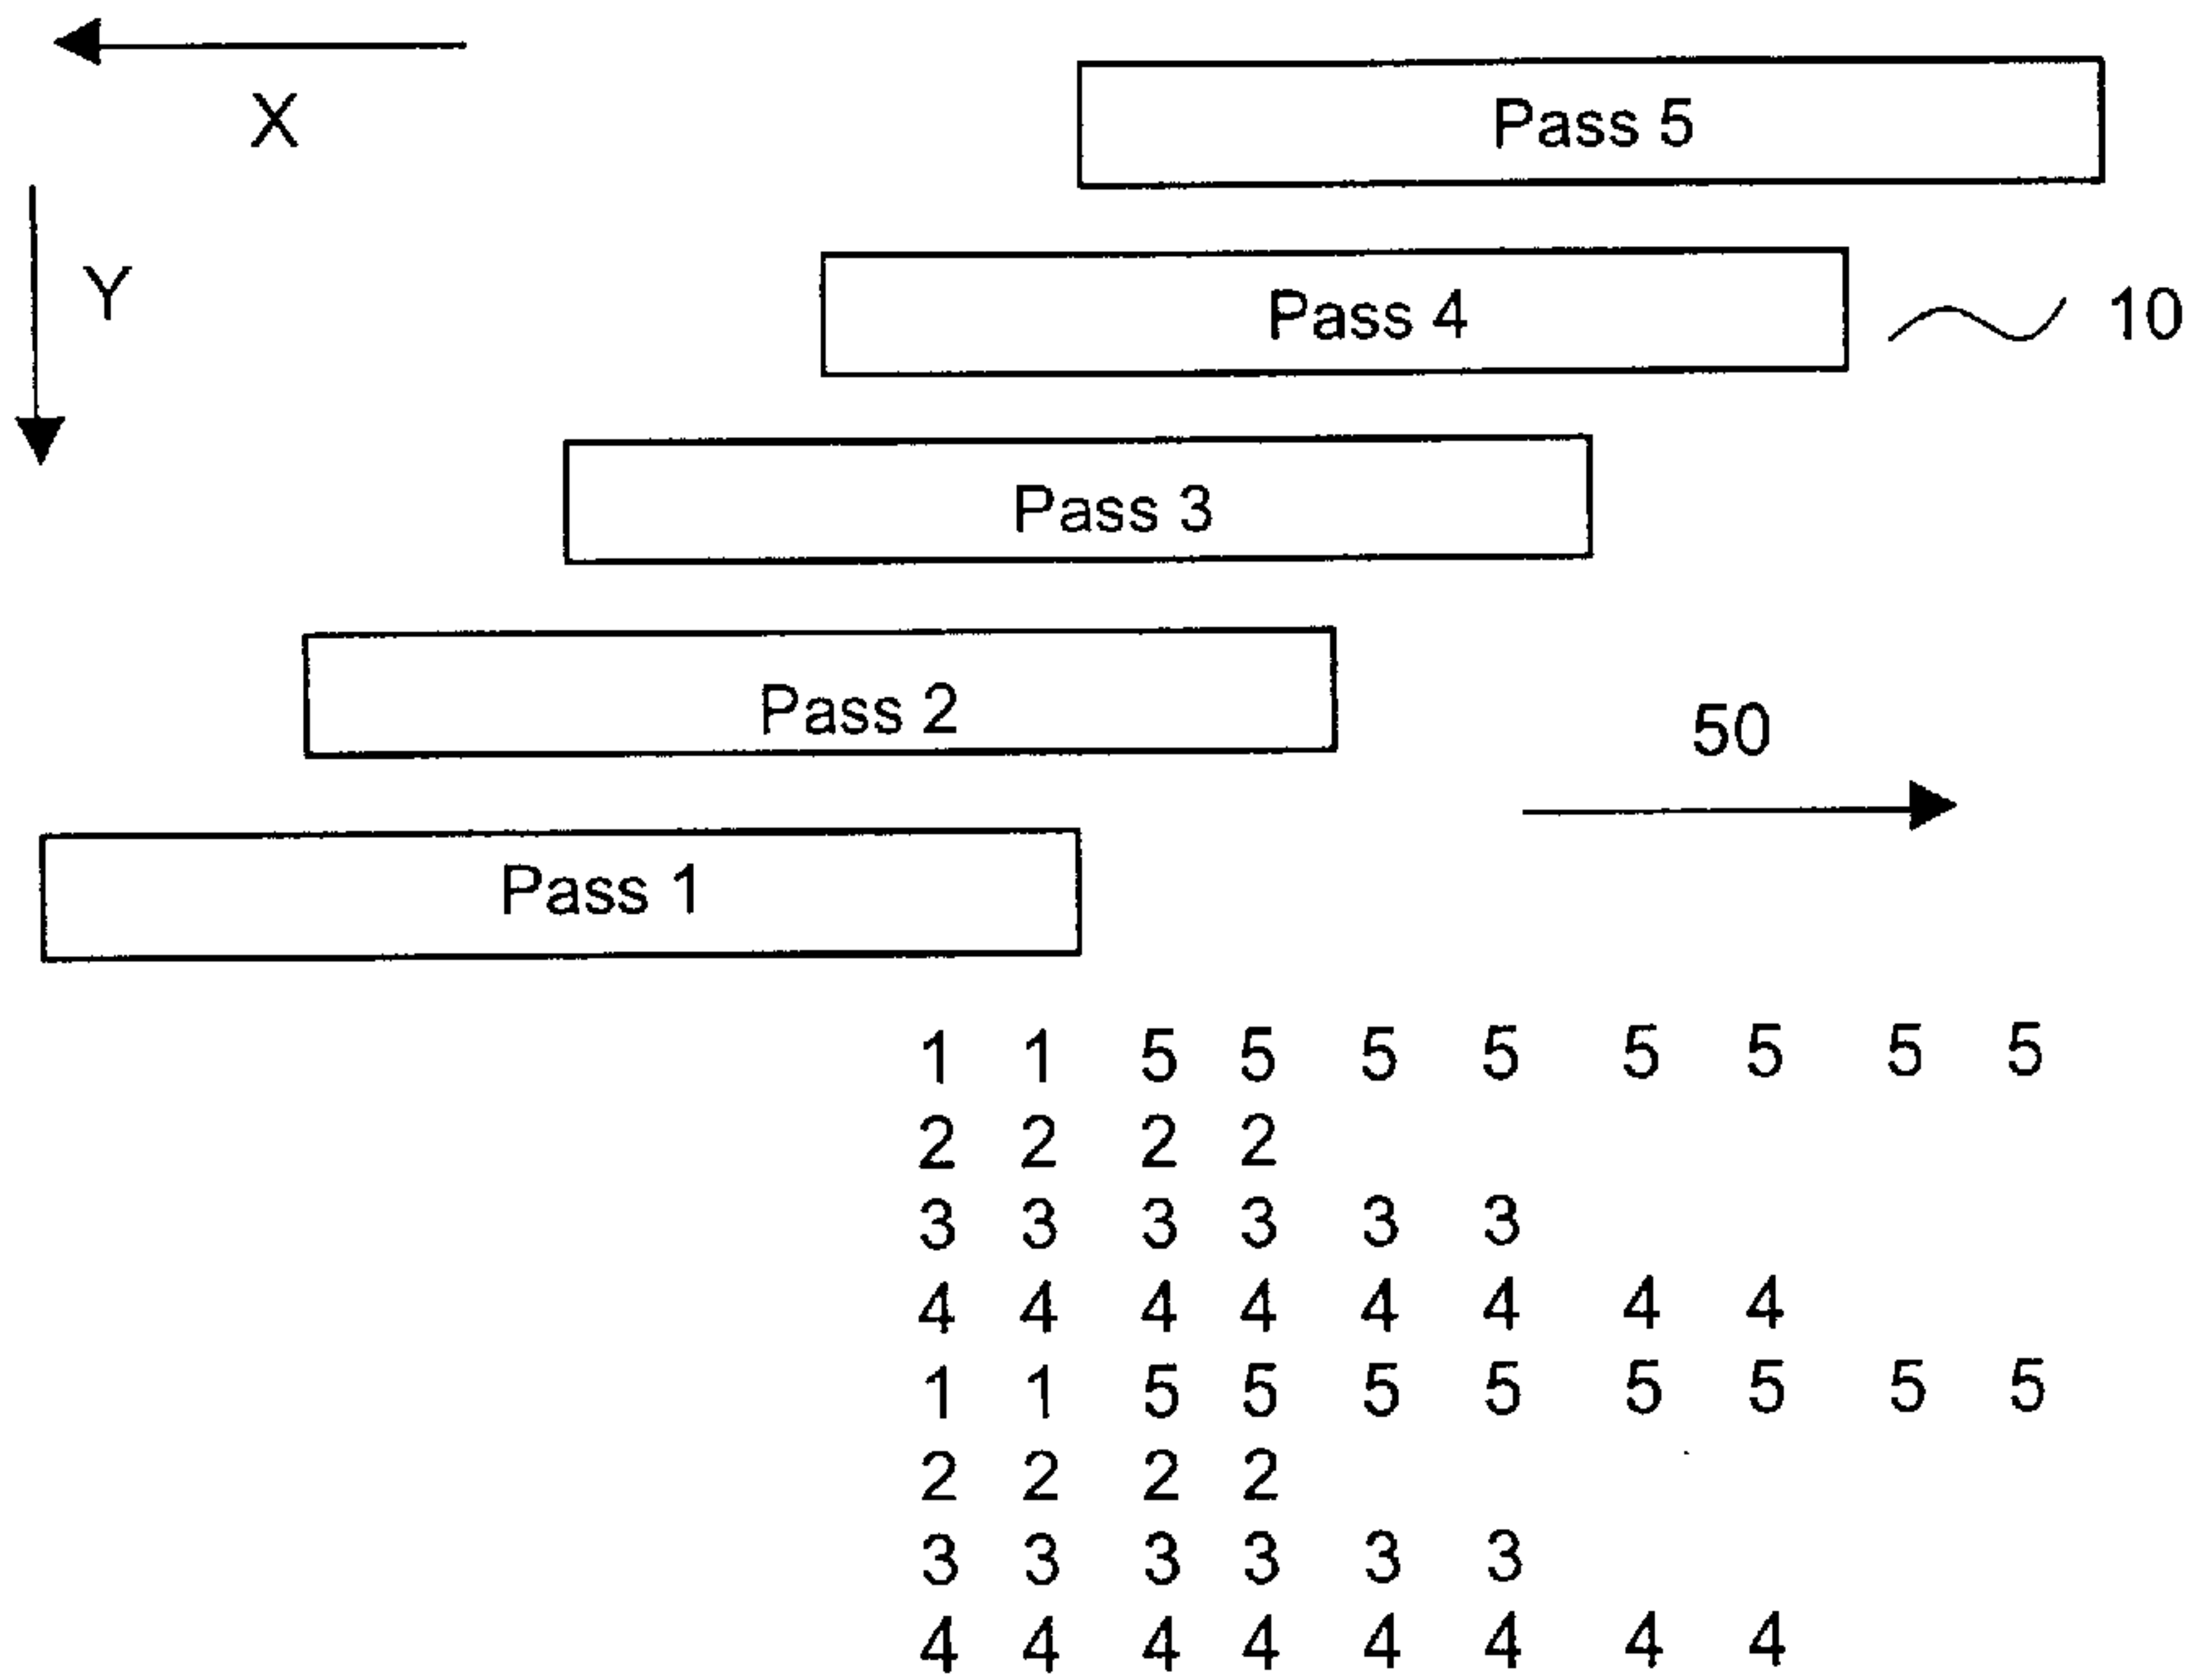 X
Pass 5
Y
Pass 4
10
Pass 3
Pass 2
50
Pass 1
1 1 5 5 5 5 5 5 5 5
2 2 2 2
3 3 3 3 3 3
4 4 4 4 4 4 4 4
1 1 5 5 5 5 5 5 5 5
2 2 2 2
3 3 3 3 3 3
4 4 4 4 4 4 4 4